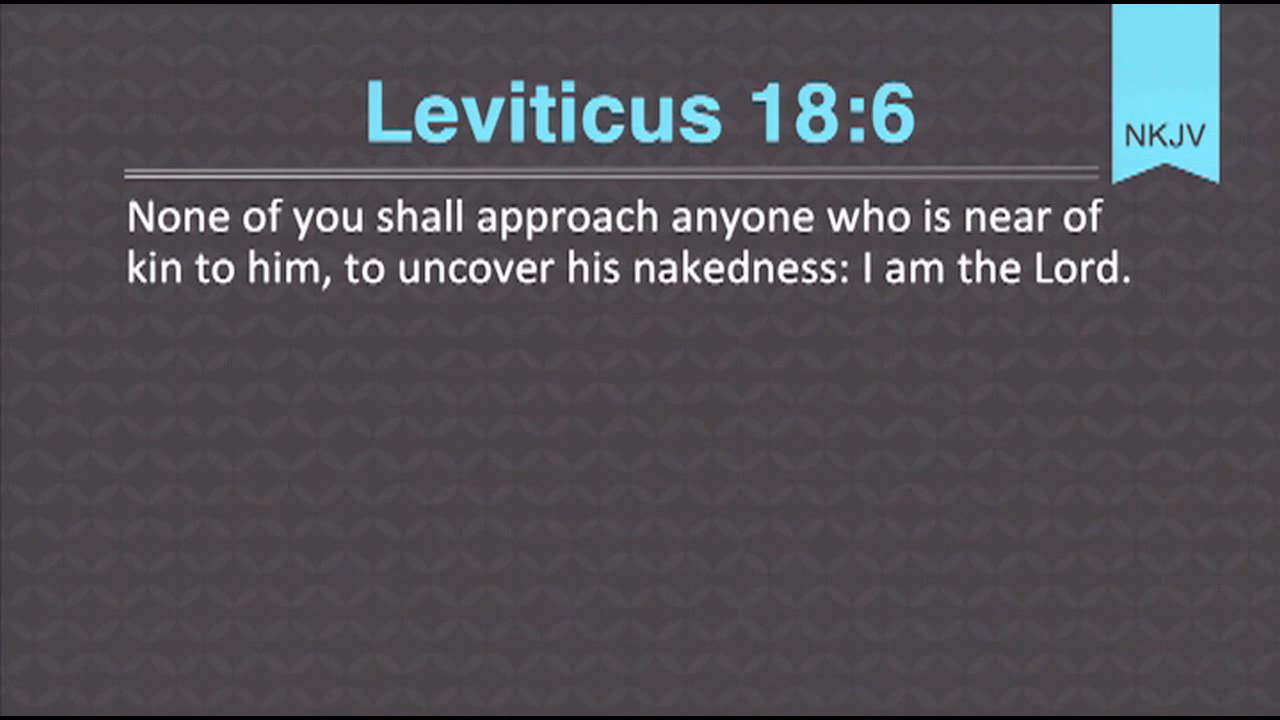 Leviticus 18:6
NKJV
None of you shall approach anyone who is near of
kin to him, to uncover his nakedness: I am the Lord.